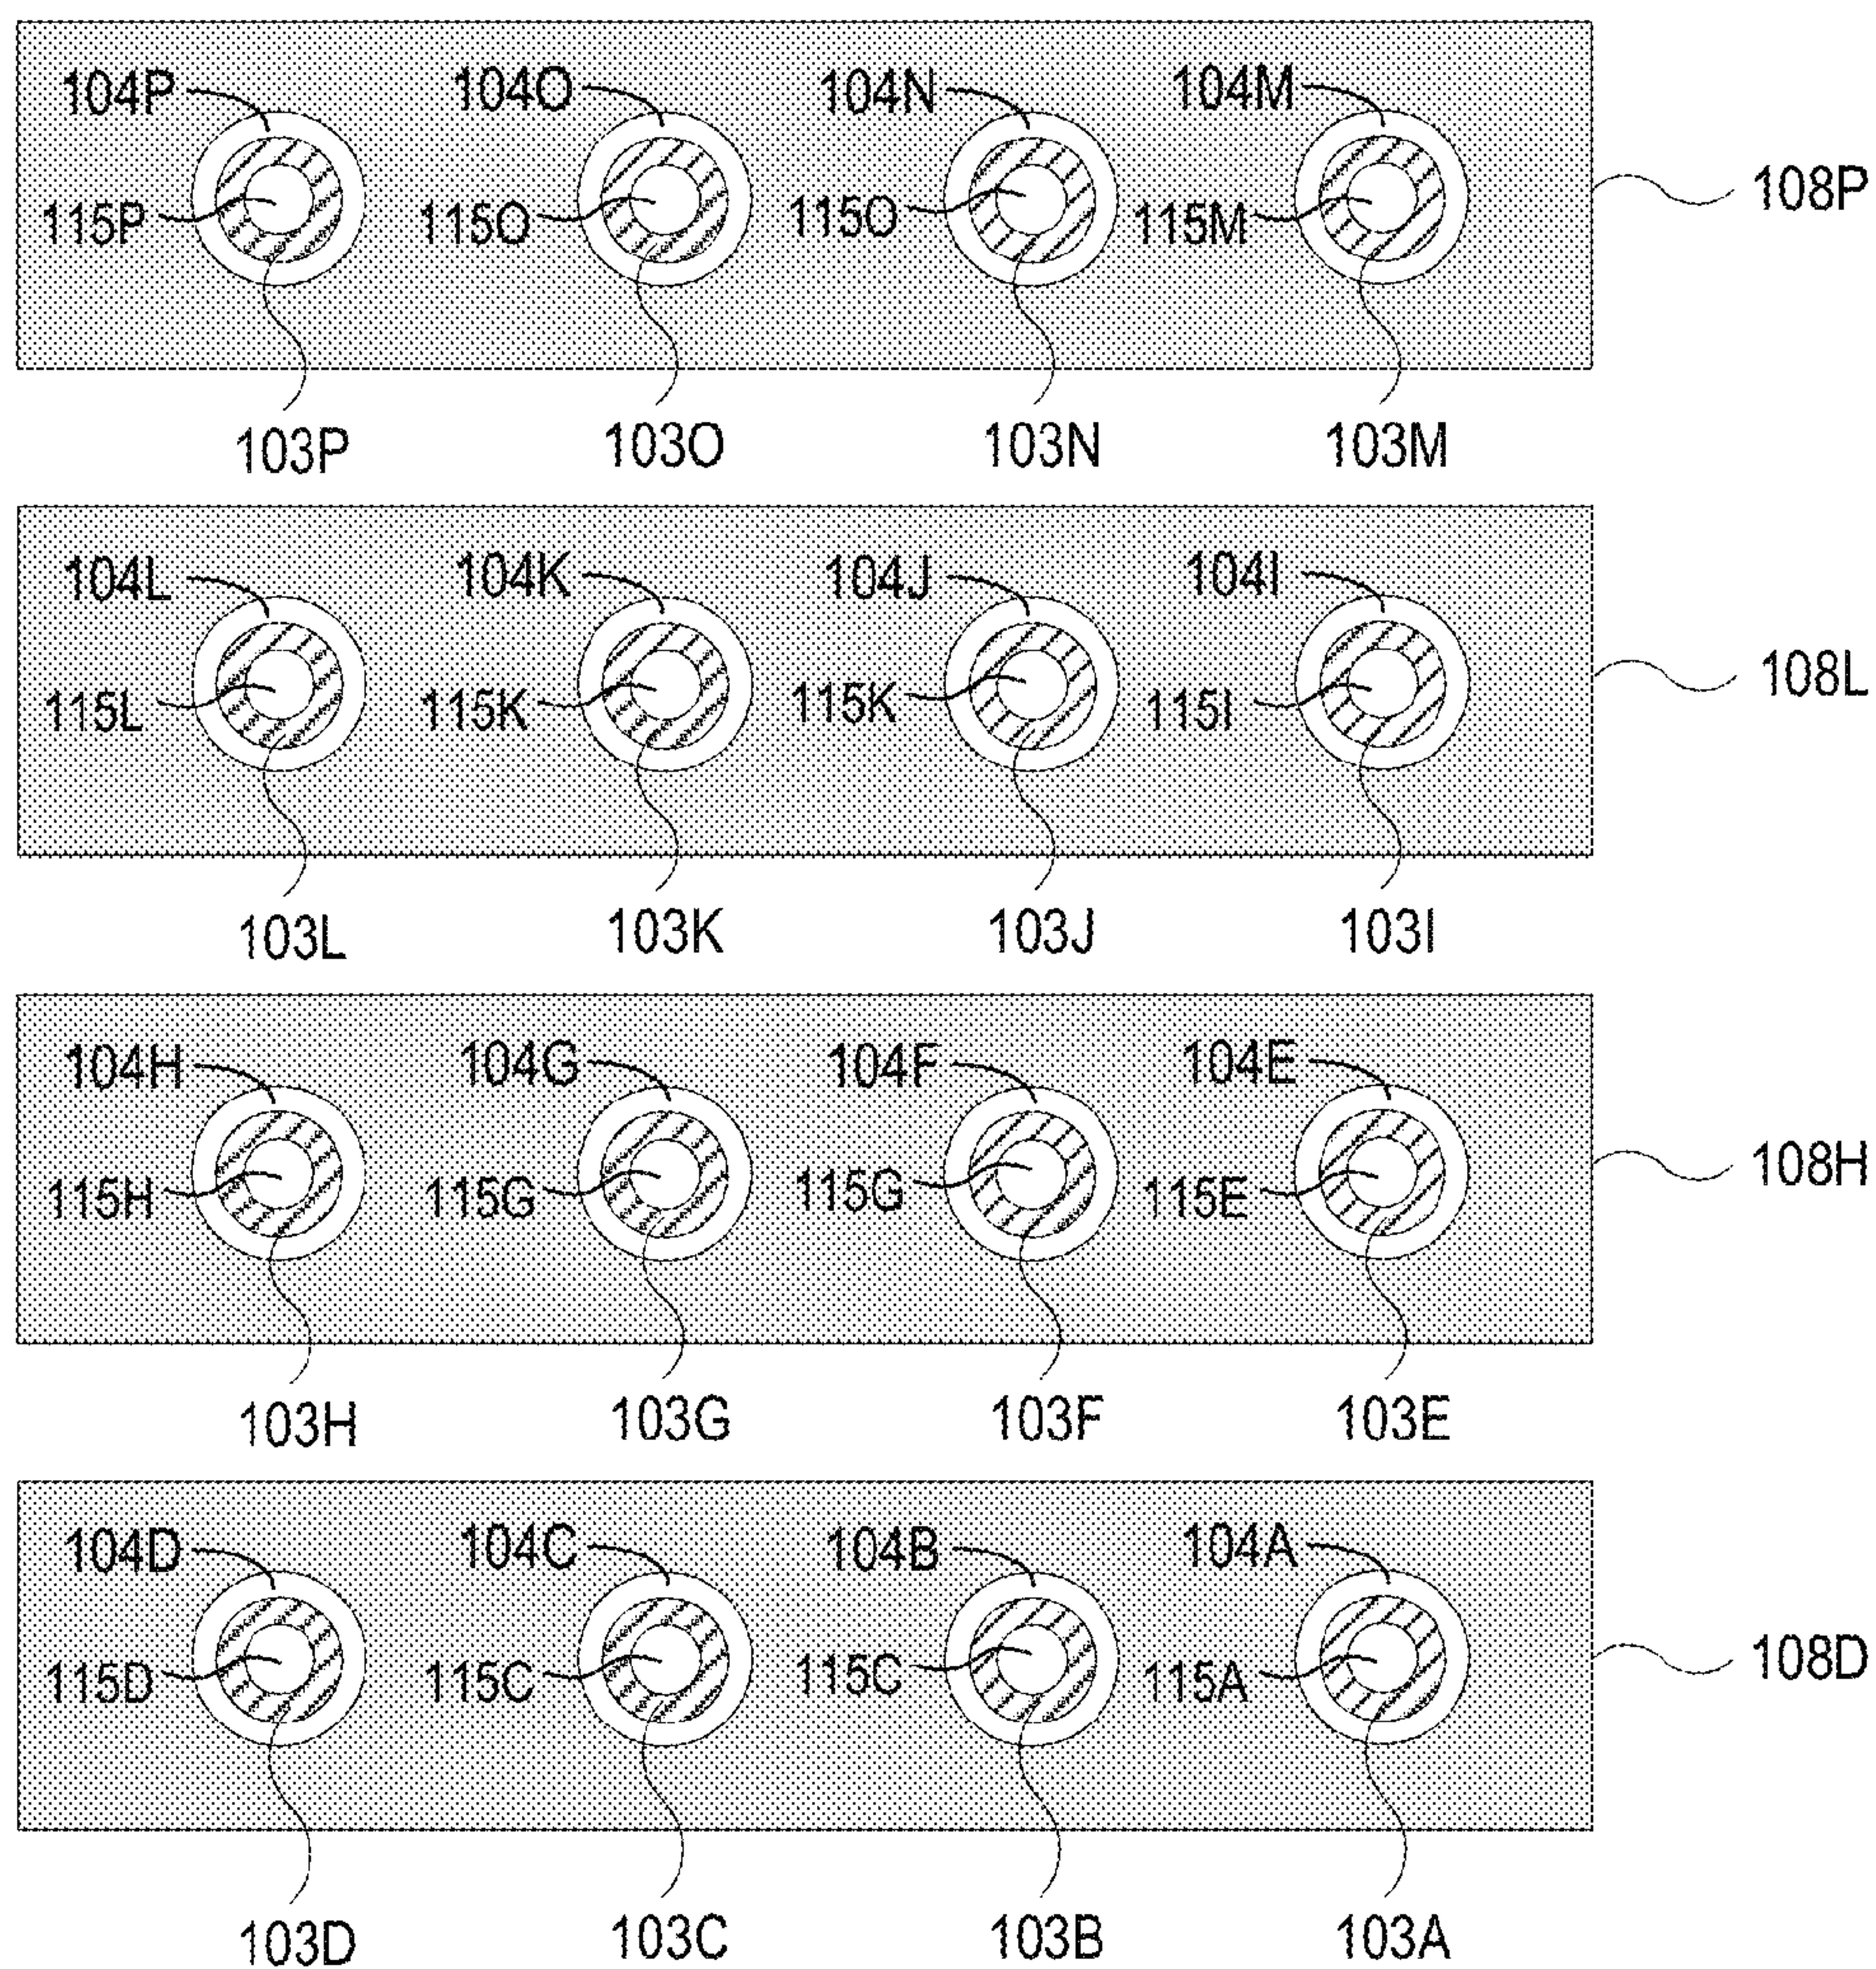 104P 104O 104N 104M
108P
115P 115O 115O 115M
103P 103O 103N 103M
104L 104K 104J 104I
108L
115L 115K 115K 115I
103L 103K 103J 103I
104H 104G 104F 104E
108H
115H 115G 115G 115E
103H 103G 103F 103E
104D 104C 104B 104A
108D
115D 115C 115C 115A
103D 103C 103B 103A